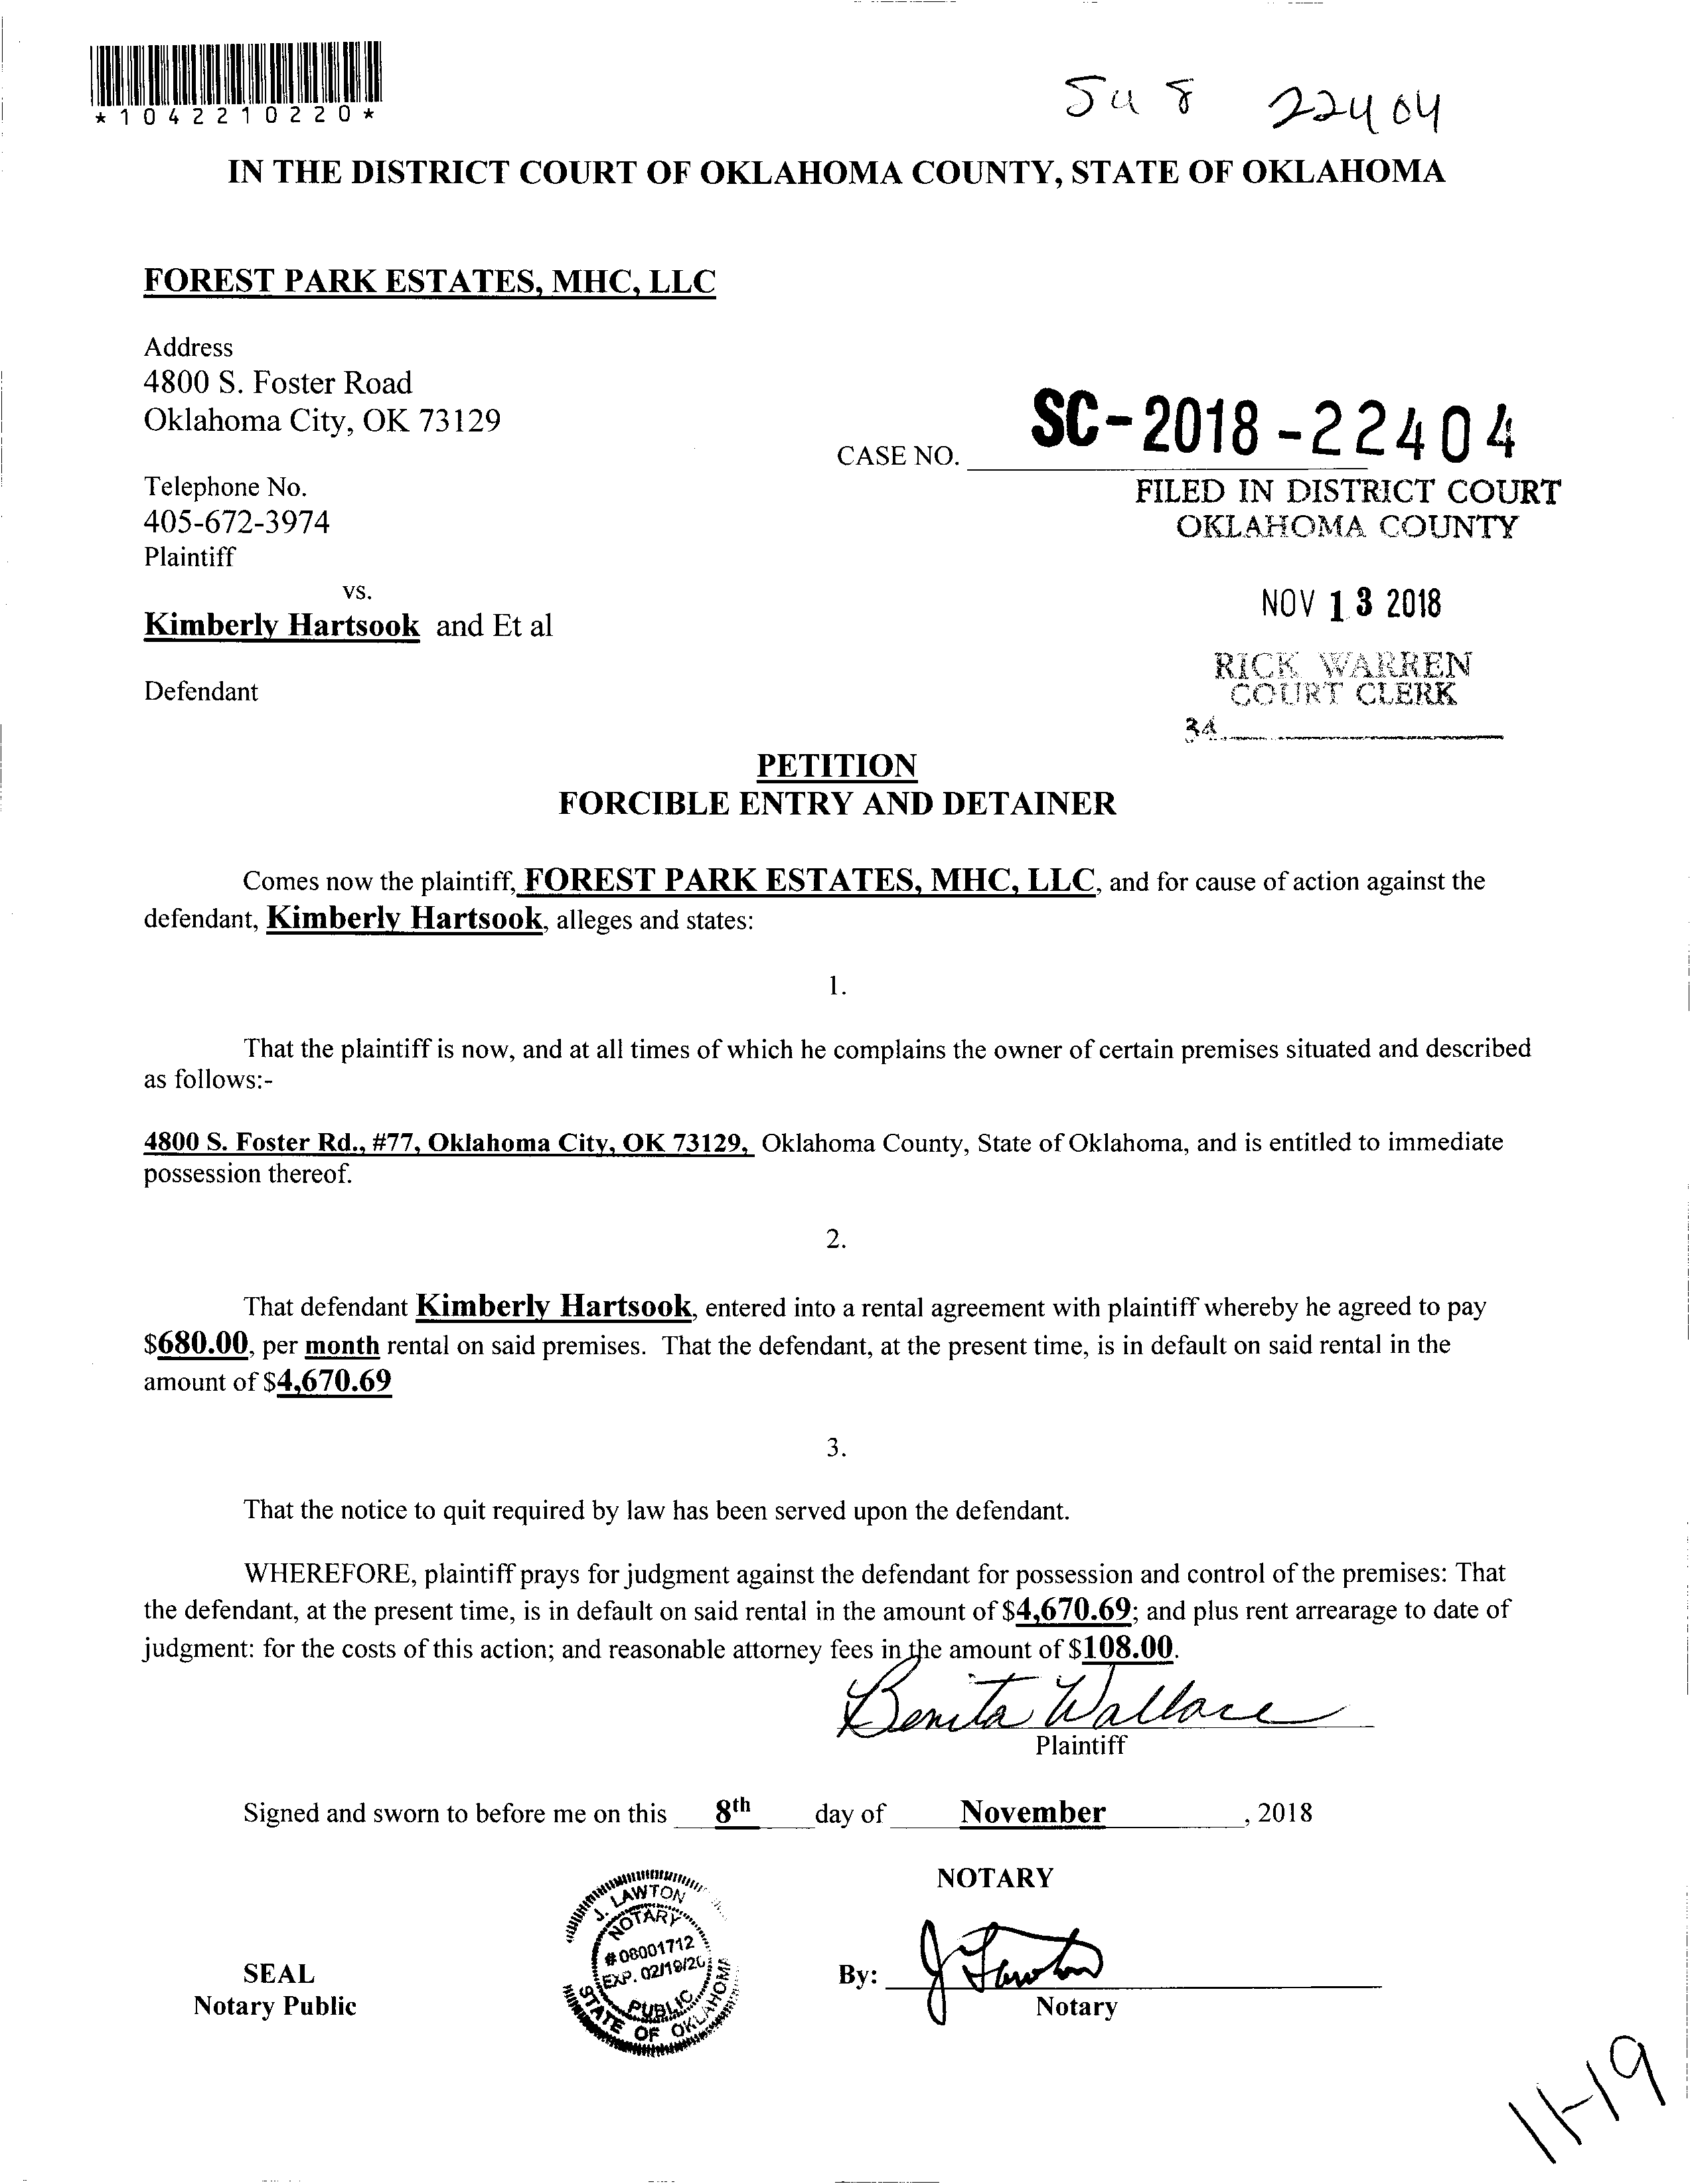 *1042210220*
22404
IN THE DISTRICT COURT OF OKLAHOMA COUNTY, STATE OF OKLAHOMA
FOREST PARK ESTATES, MHC, LLC
Address
4800 S. Foster Road
Oklahoma City, OK 73129
CASE NO. SC-2018-22404
Telephone No.
405-672-3974
Plaintiff
FILED IN DISTRICT COURT
OKLAHOMA COUNTY
vs.
Kimberly Hartsook and Et al
NOV 13 2018
Defendant
RICK WARREN
COURT CLERK
34
PETITION
FORCIBLE ENTRY AND DETAINER
Comes now the plaintiff, FOREST PARK ESTATES, MHC, LLC, and for cause of action against the
defendant, Kimberly Hartsook, alleges and states:
1.
That the plaintiff is now, and at all times of which he complains the owner of certain premises situated and described
as follows:-
4800 S. Foster Rd., #77, Oklahoma City, OK 73129, Oklahoma County, State of Oklahoma, and is entitled to immediate
possession thereof.
2.
That defendant Kimberly Hartsook, entered into a rental agreement with plaintiff whereby he agreed to pay
$680.00, per month rental on said premises. That the defendant, at the present time, is in default on said rental in the
amount of $4,670.69
3.
That the notice to quit required by law has been served upon the defendant.
WHEREFORE, plaintiff prays for judgment against the defendant for possession and control of the premises: That
the defendant, at the present time, is in default on said rental in the amount of $4,670.69; and plus rent arrearage to date of
judgment: for the costs of this action; and reasonable attorney fees in the amount of $108.00.
Benita Wallace
Plaintiff
Signed and sworn to before me on this 8th day of November, 2018
NOTARY
J. LAWTON
NOTARY
#08001712
EXP. 02/19/20
PUBLIC
STATE OF OKLAHOMA
SEAL
Notary Public
By: J Lawton
Notary
11-19